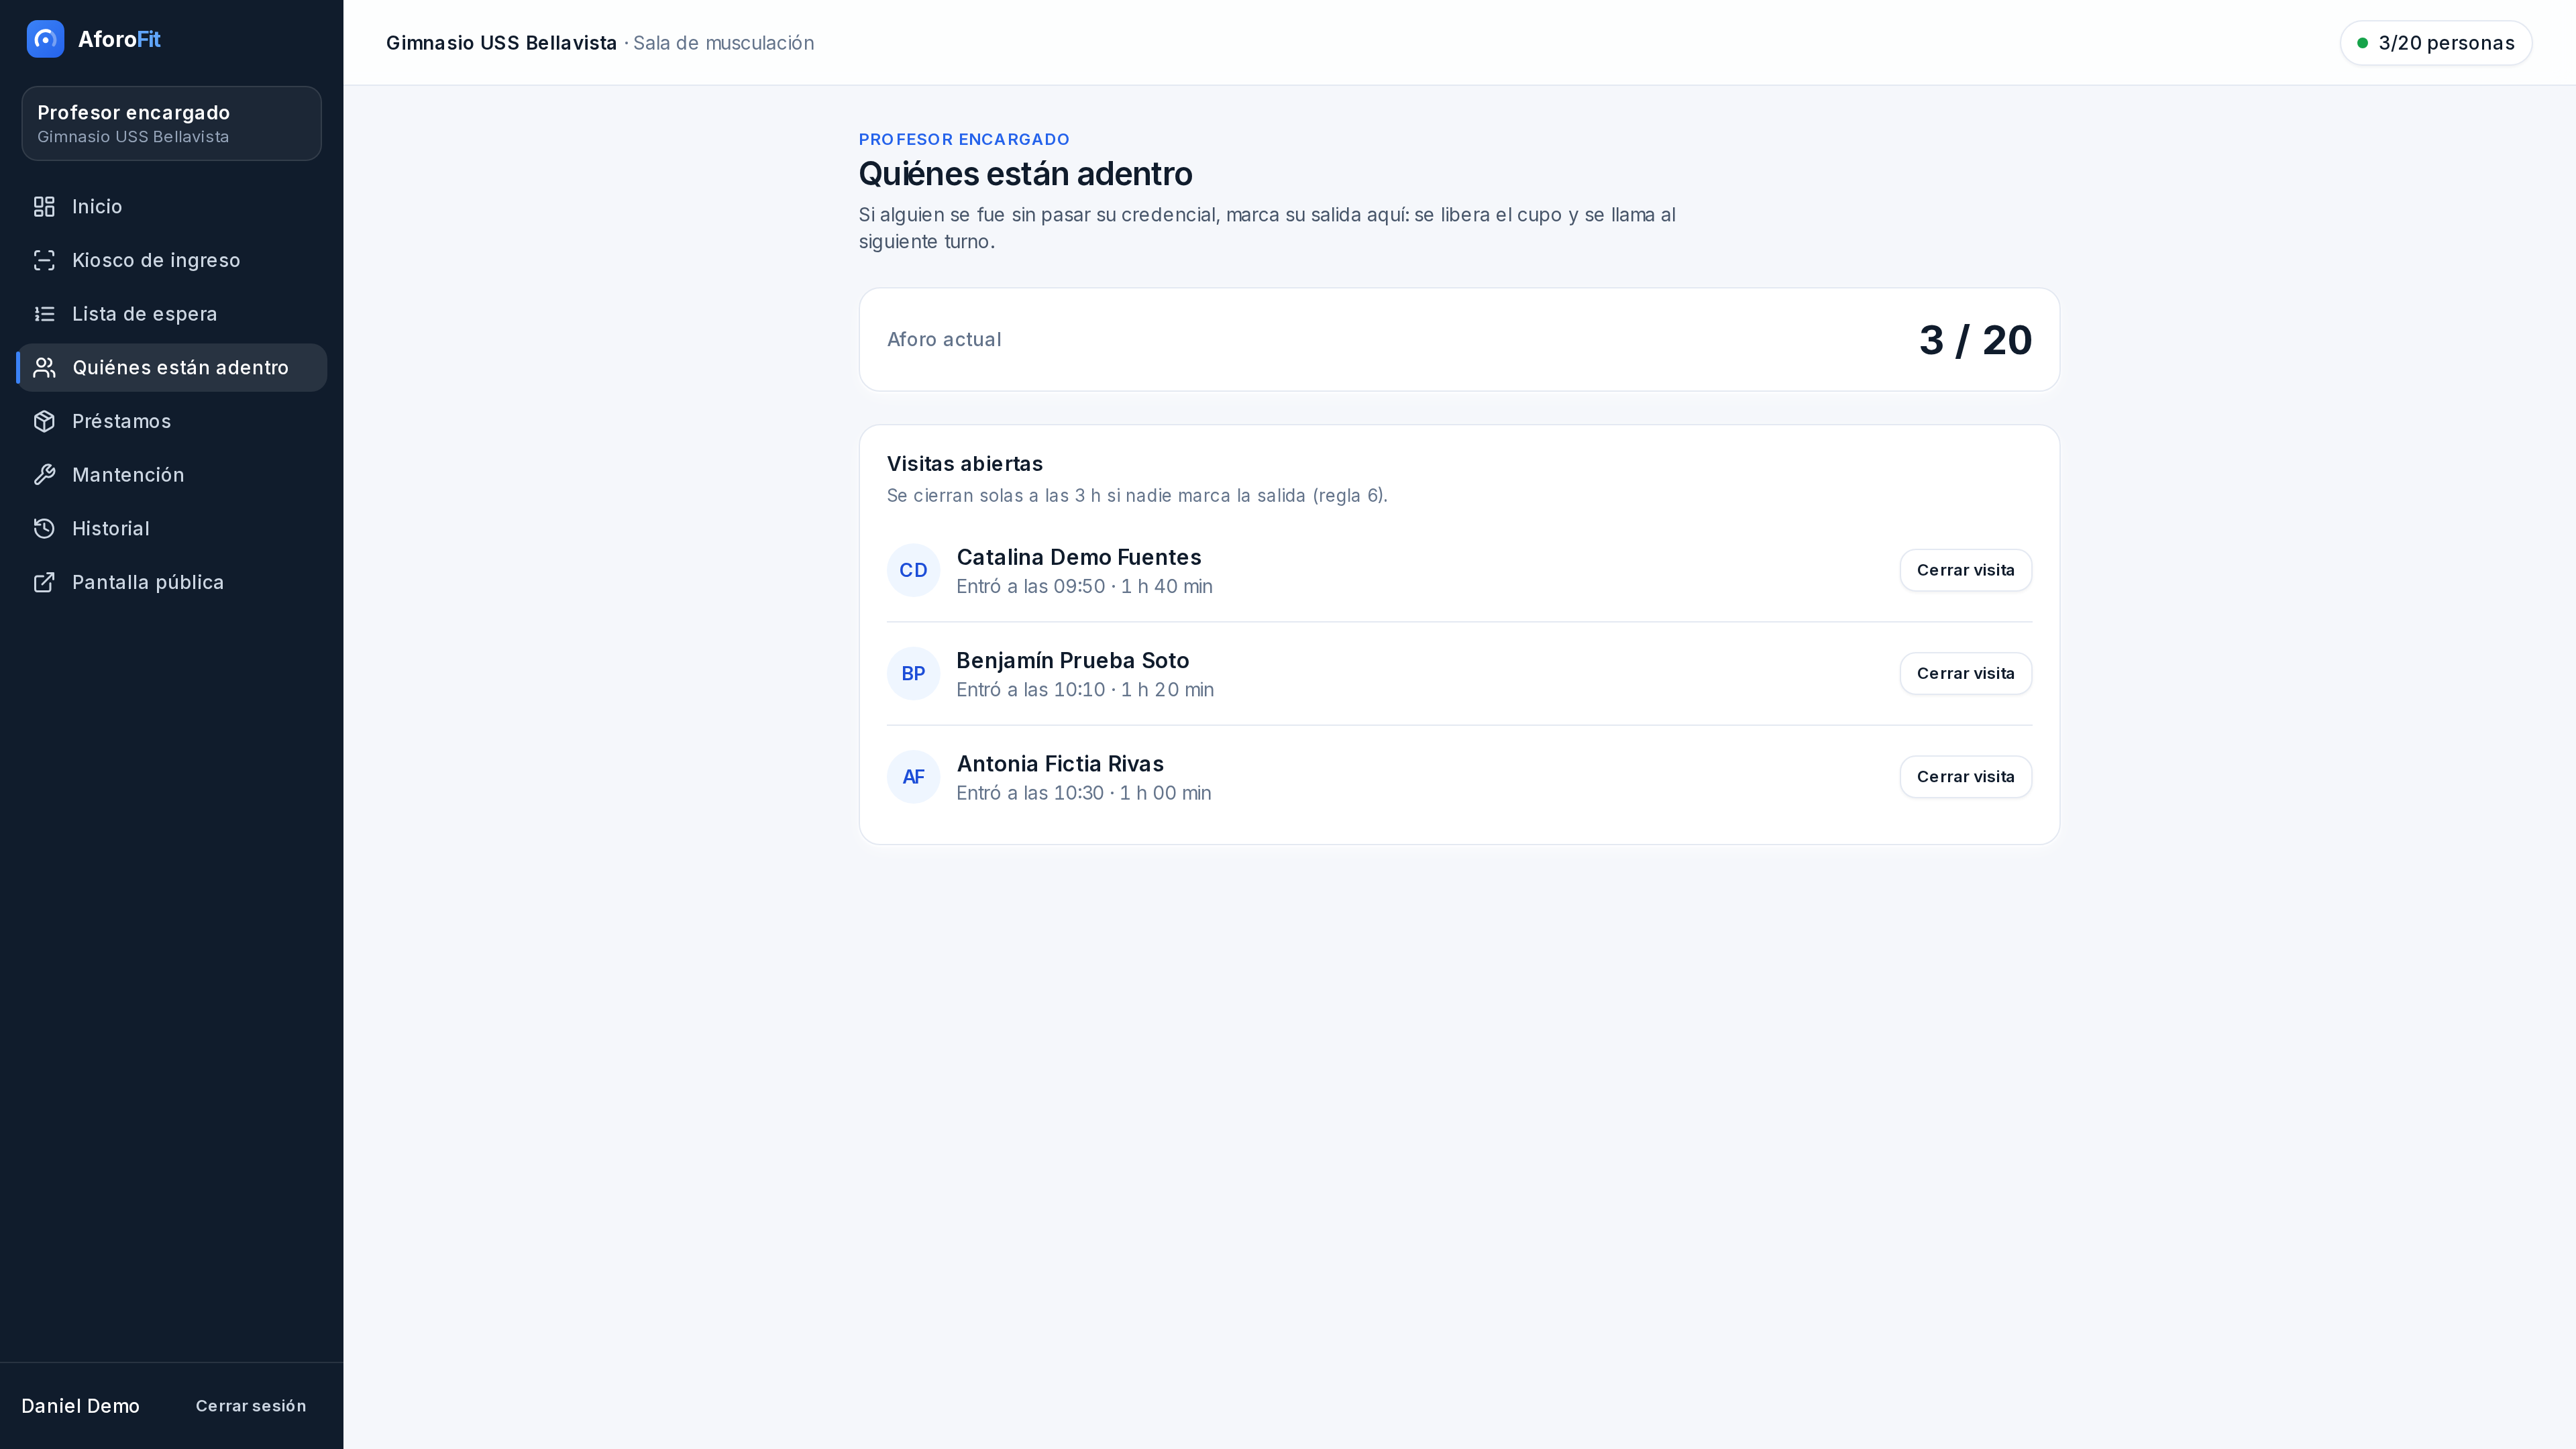 AforoFit
Profesor encargado
Gimnasio USS Bellavista
Inicio
Kiosco de ingreso
Lista de espera
Quiénes están adentro
Préstamos
Mantención
Historial
Pantalla pública
Daniel Demo
Cerrar sesión
Gimnasio USS Bellavista · Sala de musculación
3/20 personas
PROFESOR ENCARGADO
Quiénes están adentro
Si alguien se fue sin pasar su credencial, marca su salida aquí: se libera el cupo y se llama al
siguiente turno.
Aforo actual
3 / 20
Visitas abiertas
Se cierran solas a las 3 h si nadie marca la salida (regla 6).
CD
Catalina Demo Fuentes
Entró a las 09:50 · 1 h 40 min
Cerrar visita
BP
Benjamín Prueba Soto
Entró a las 10:10 · 1 h 20 min
Cerrar visita
AF
Antonia Fictia Rivas
Entró a las 10:30 · 1 h 00 min
Cerrar visita